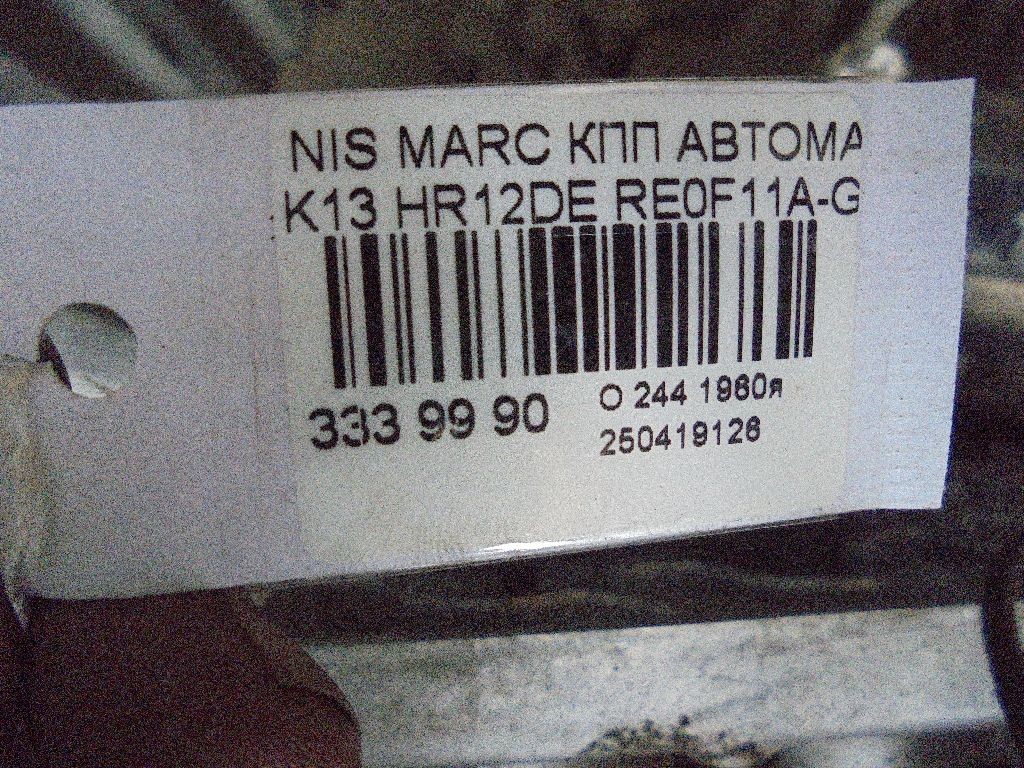 NIS MARC КПП АВТОМА
K13 HR12DE RE0F11A-G
333 99 90
О 244 1960я
250419126